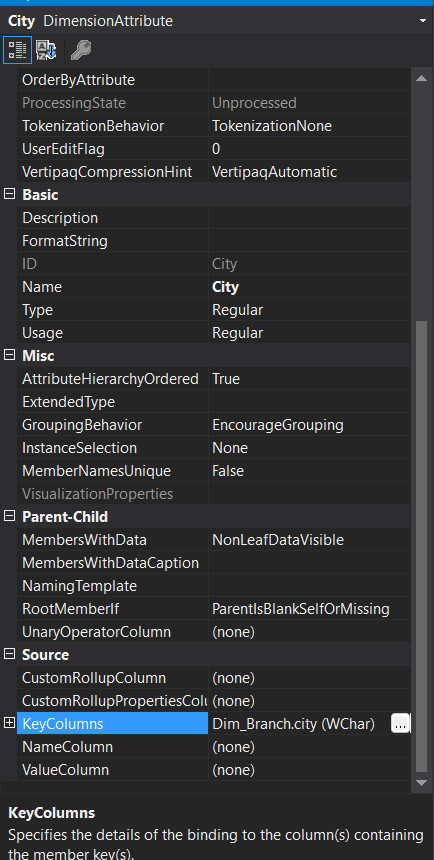 City DimensionAttribute
OrderByAttribute
ProcessingState Unprocessed
TokenizationBehavior TokenizationNone
UserEditFlag 0
VertipaqCompressionHint VertipaqAutomatic
Basic
Description
FormatString
ID City
Name City
Type Regular
Usage Regular
Misc
AttributeHierarchyOrdered True
ExtendedType
GroupingBehavior EncourageGrouping
InstanceSelection None
MemberNamesUnique False
VisualizationProperties
Parent-Child
MembersWithData NonLeafDataVisible
MembersWithDataCaption
NamingTemplate
RootMemberIf ParentIsBlankSelfOrMissing
UnaryOperatorColumn (none)
Source
CustomRollupColumn (none)
CustomRollupPropertiesColu (none)
KeyColumns Dim_Branch.city (WChar) ...
NameColumn (none)
ValueColumn (none)
KeyColumns
Specifies the details of the binding to the column(s) containing
the member key(s).